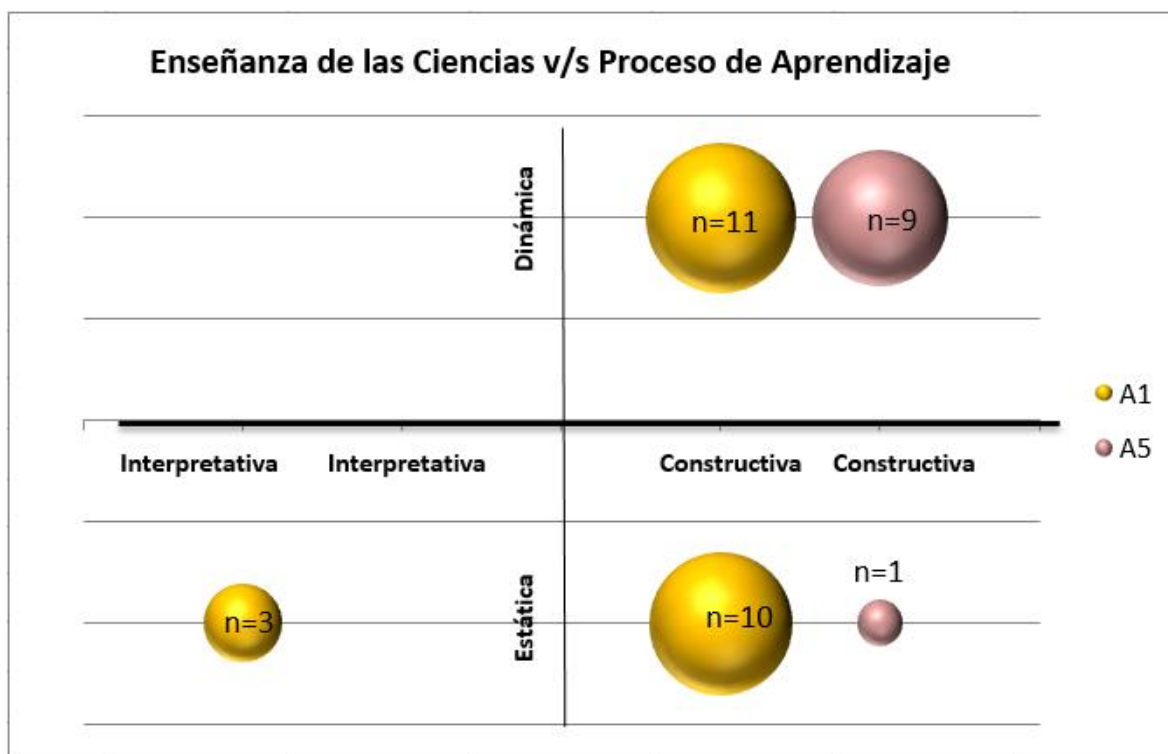 Enseñanza de las Ciencias v/s Proceso de Aprendizaje
Dinámica
n=11
n=9
A1
A5
Interpretativa
Interpretativa
Constructiva
Constructiva
Estática
n=3
n=10
n=1